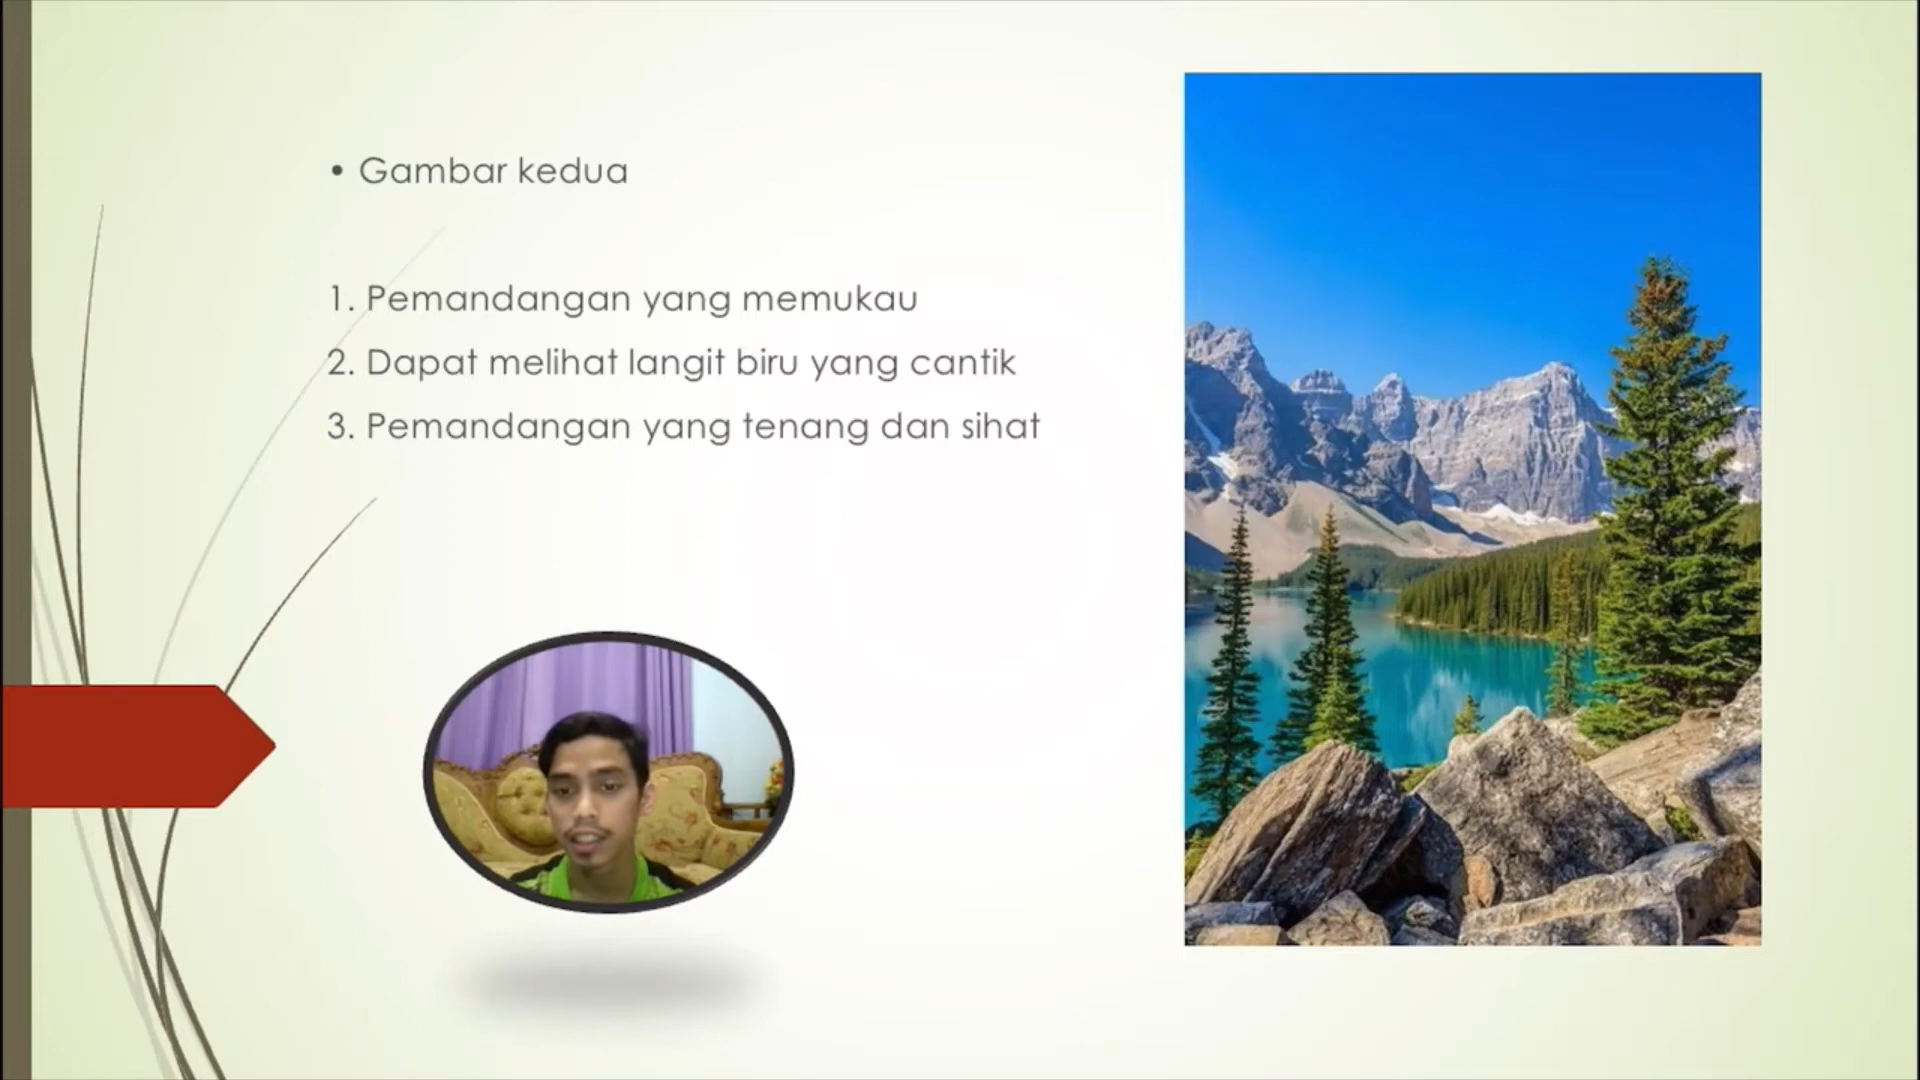 • Gambar kedua
1. Pemandangan yang memukau
2. Dapat melihat langit biru yang cantik
3. Pemandangan yang tenang dan sihat